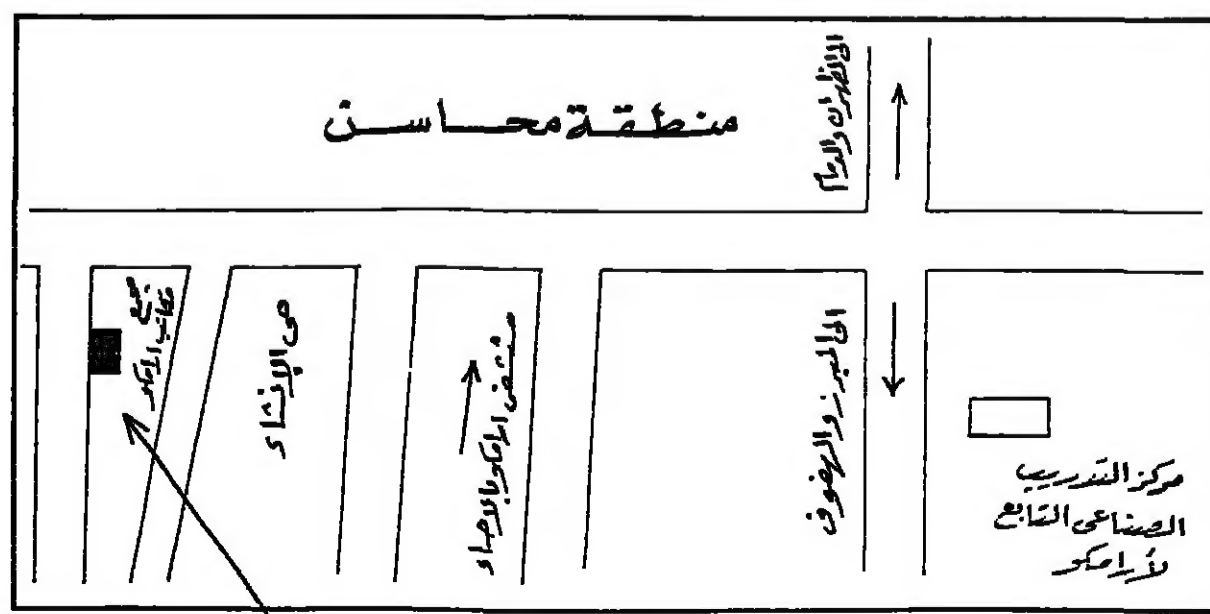 منطقة محاسن
الى الظهران والدمام
مجمع
مكاتب ارامكو
حي الإنشاء
مستشفى ارامكو بالاحساء
الى المبرز والهفوف
مركز التدريب
الصناعي التابع
لأرامكو